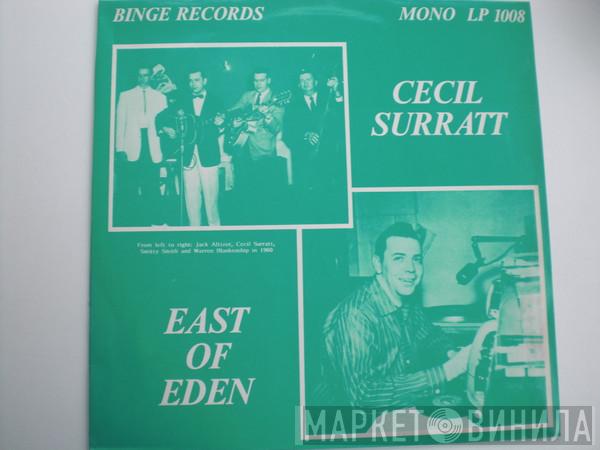 BINGE RECORDS
MONO LP 1008
CECIL
SURRATT
From left to right: Jack Altizer, Cecil Surratt,
Smitty Smith and Warren Blankenship in 1960
EAST
OF
EDEN
МАРКЕТ ВИНИЛА